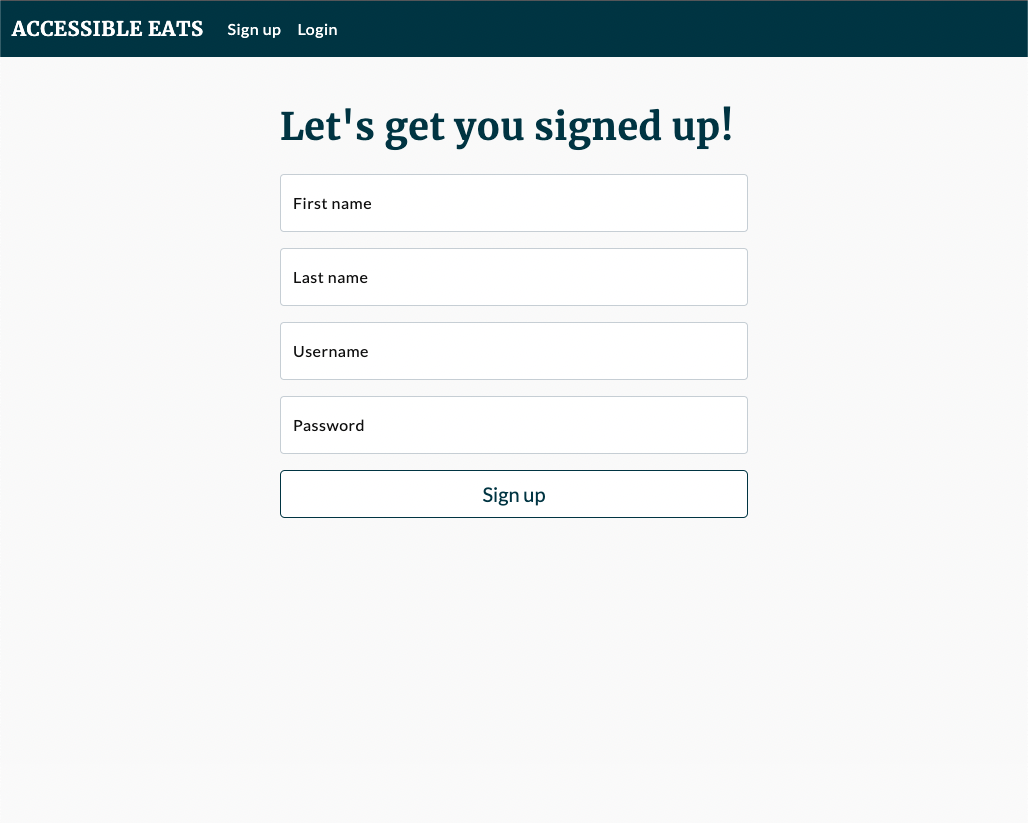 ACCESSIBLE EATS Sign up Login
Let's get you signed up!
First name
Last name
Username
Password
Sign up